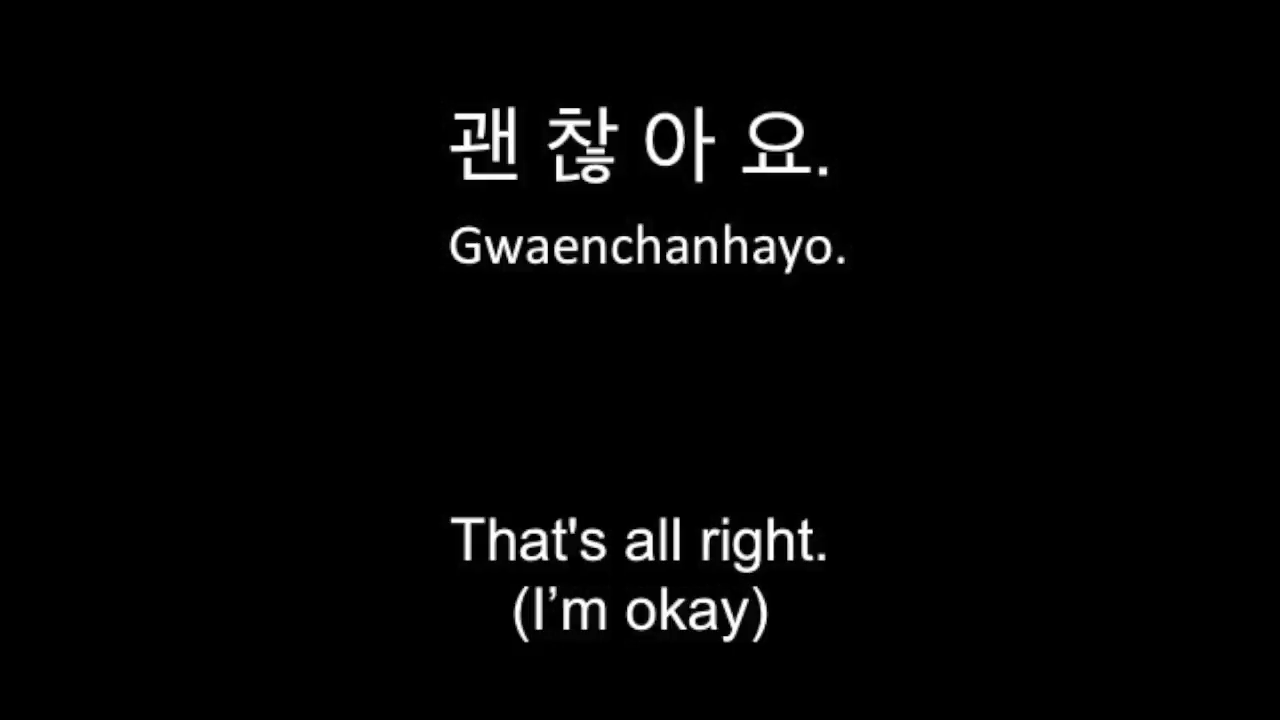 괜 찮 아 요.
Gwaenchanhayo.
That's all right.
(I’m okay)